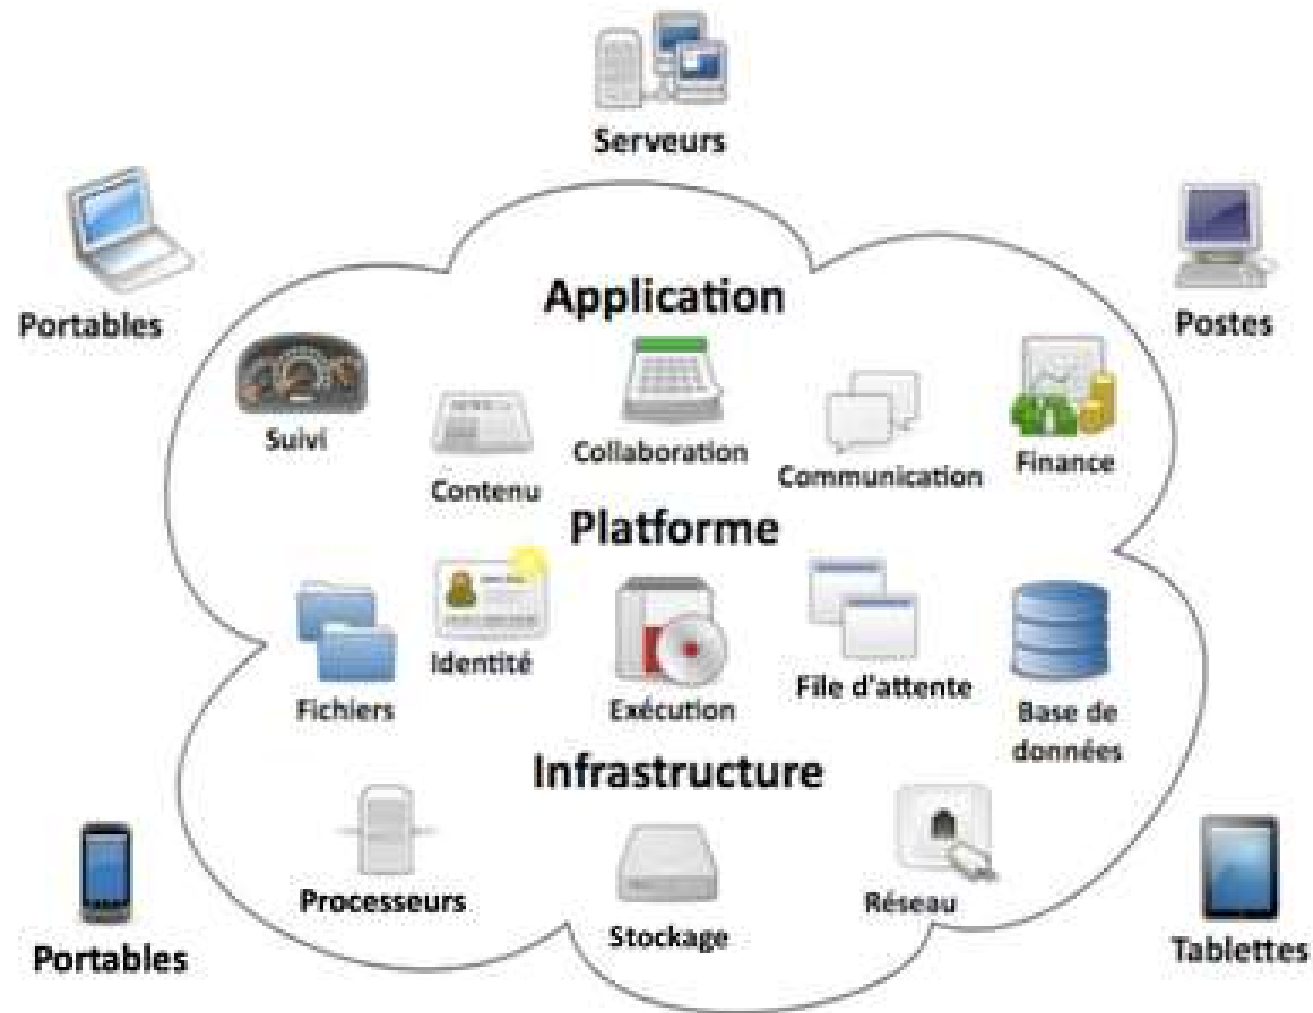 Serveurs
Portables
Postes
Application
Suivi
Contenu
Collaboration
Communication
Finance
Platforme
Fichiers
Identité
Exécution
File d'attente
Base de
données
Infrastructure
Processeurs
Stockage
Réseau
Portables
Tablettes